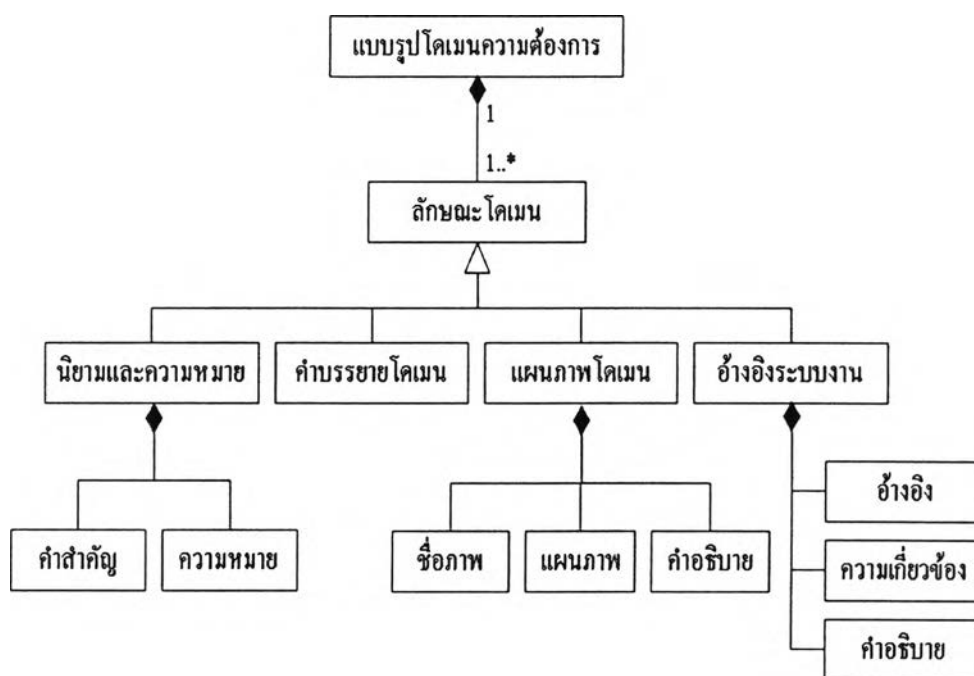 แบบรูปโดเมนความต้องการ
1
1..*
ลักษณะโดเมน
นิยามและความหมาย
คำบรรยายโดเมน
แผนภาพโดเมน
อ้างอิงระบบงาน
คำสำคัญ
ความหมาย
ชื่อภาพ
แผนภาพ
คำอธิบาย
อ้างอิง
ความเกี่ยวข้อง
คำอธิบาย